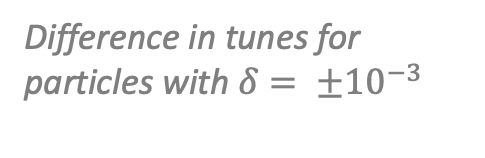 Difference in tunes for
particles with δ = ±10⁻³